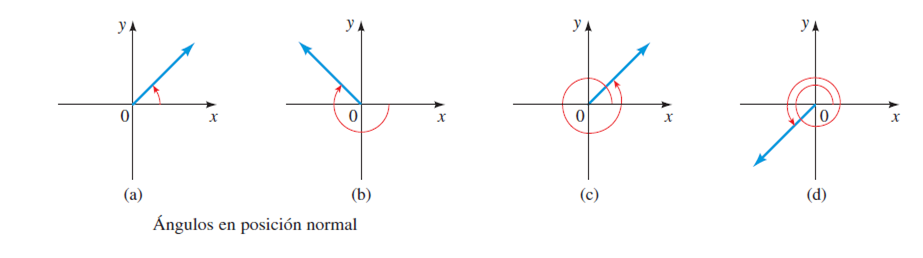 y y y y
0 x 0 x 0 x 0 x
(a) (b) (c) (d)
Ángulos en posición normal